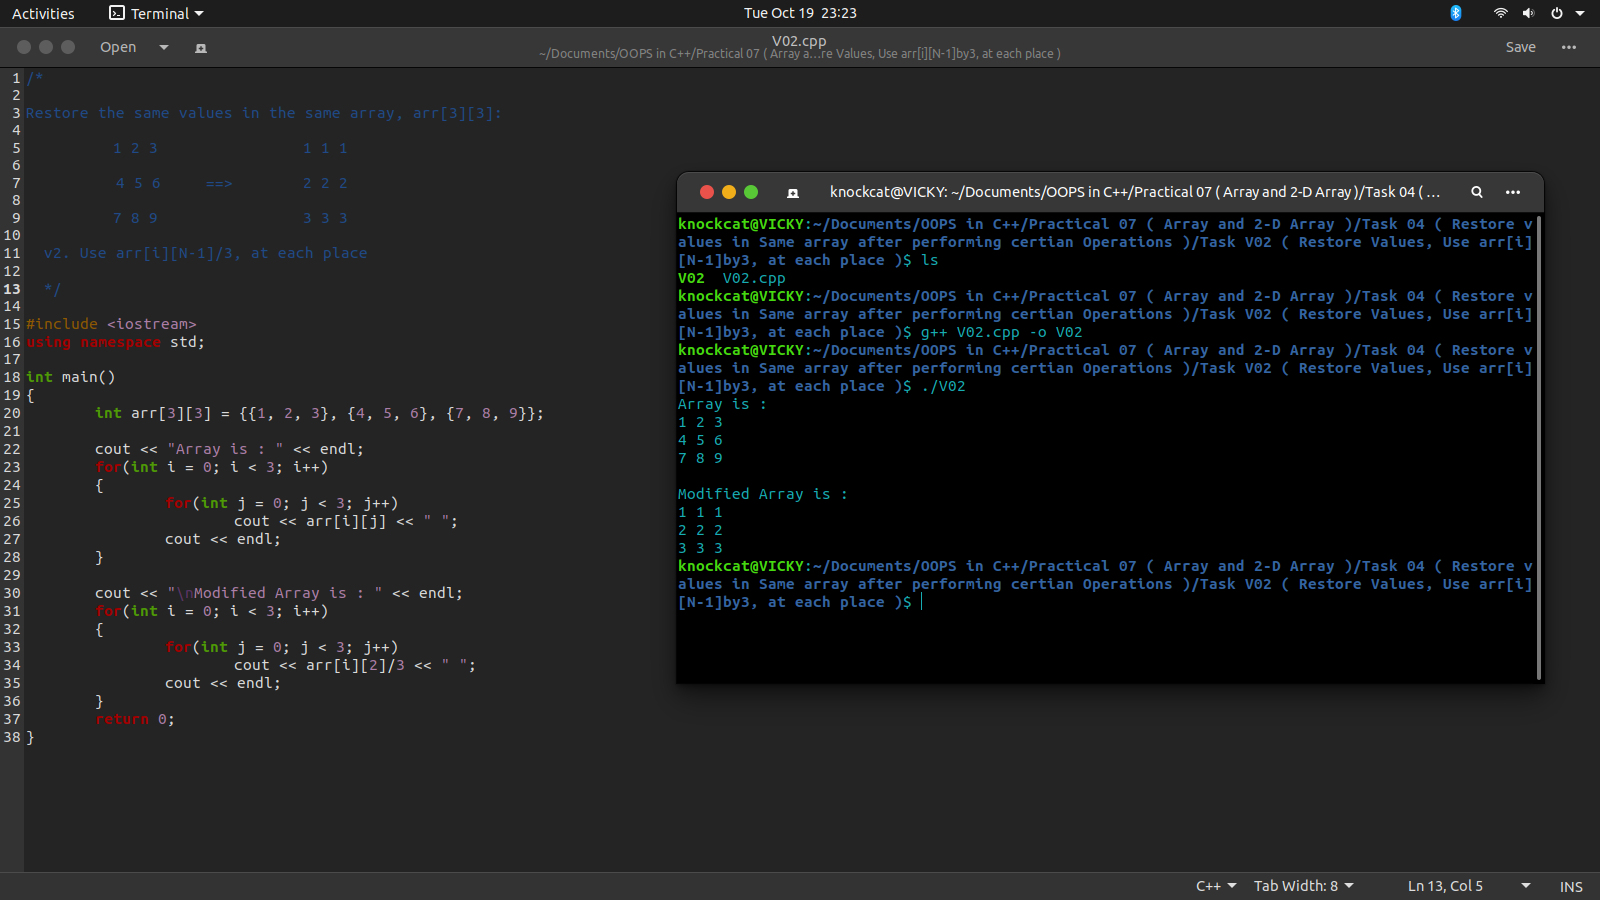 Activities Terminal Tue Oct 19 23:23
Open V02.cpp Save
~/Documents/OOPS in C++/Practical 07 ( Array a...re Values, Use arr[i][N-1]by3, at each place )
1 /*
2
3 Restore the same values in the same array, arr[3][3]:
4
5 1 2 3 1 1 1
6
7 4 5 6 ==> 2 2 2
8
9 7 8 9 3 3 3
10
11 v2. Use arr[i][N-1]/3, at each place
12
13 */
14
15 #include <iostream>
16 using namespace std;
17
18 int main()
19 {
20 int arr[3][3] = {{1, 2, 3}, {4, 5, 6}, {7, 8, 9}};
21
22 cout << "Array is : " << endl;
23 for(int i = 0; i < 3; i++)
24 {
25 for(int j = 0; j < 3; j++)
26 cout << arr[i][j] << " ";
27 cout << endl;
28 }
29
30 cout << "\nModified Array is : " << endl;
31 for(int i = 0; i < 3; i++)
32 {
33 for(int j = 0; j < 3; j++)
34 cout << arr[i][2]/3 << " ";
35 cout << endl;
36 }
37 return 0;
38 }
knockcat@VICKY: ~/Documents/OOPS in C++/Practical 07 ( Array and 2-D Array )/Task 04 ( ...
knockcat@VICKY:~/Documents/OOPS in C++/Practical 07 ( Array and 2-D Array )/Task 04 ( Restore v
alues in Same array after performing certian Operations )/Task V02 ( Restore Values, Use arr[i]
[N-1]by3, at each place )$ ls
V02 V02.cpp
knockcat@VICKY:~/Documents/OOPS in C++/Practical 07 ( Array and 2-D Array )/Task 04 ( Restore v
alues in Same array after performing certian Operations )/Task V02 ( Restore Values, Use arr[i]
[N-1]by3, at each place )$ g++ V02.cpp -o V02
knockcat@VICKY:~/Documents/OOPS in C++/Practical 07 ( Array and 2-D Array )/Task 04 ( Restore v
alues in Same array after performing certian Operations )/Task V02 ( Restore Values, Use arr[i]
[N-1]by3, at each place )$ ./V02
Array is :
1 2 3
4 5 6
7 8 9

Modified Array is :
1 1 1
2 2 2
3 3 3
knockcat@VICKY:~/Documents/OOPS in C++/Practical 07 ( Array and 2-D Array )/Task 04 ( Restore v
alues in Same array after performing certian Operations )/Task V02 ( Restore Values, Use arr[i]
[N-1]by3, at each place )$
C++ Tab Width: 8 Ln 13, Col 5 INS